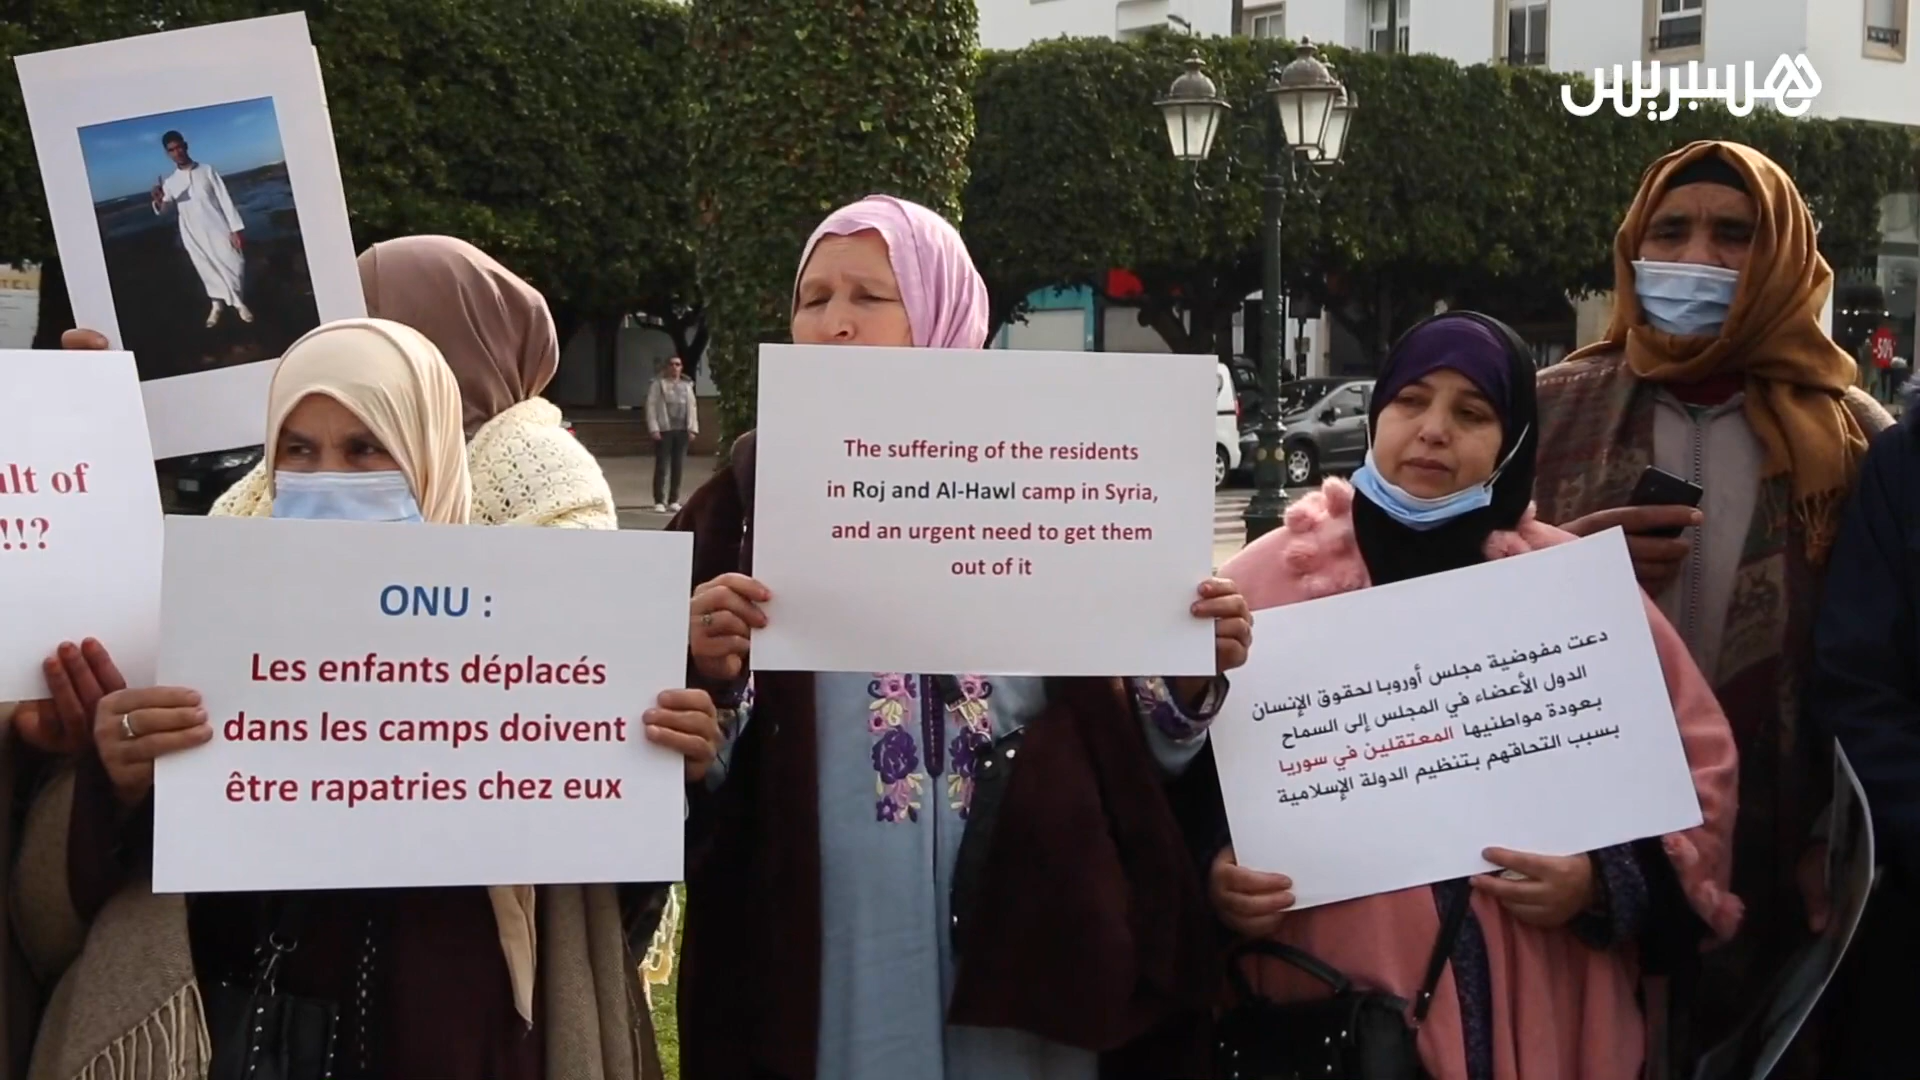 هسبريس
ult of
!!?
ONU :
Les enfants déplacés
dans les camps doivent
être rapatries chez eux
The suffering of the residents
in Roj and Al-Hawl camp in Syria,
and an urgent need to get them
out of it
دعت مفوضية مجلس أوروبا لحقوق الإنسان
الدول الأعضاء في المجلس إلى السماح
بعودة مواطنيها المعتقلين في سوريا
بسبب التحاقهم بتنظيم الدولة الإسلامية
-50%